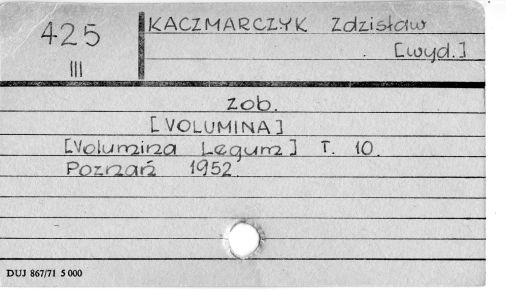 425
III
KACZMARCZYK Zdzisław
[wyd.]
zob.
[VOLUMINA]
[Volumina Legum] T. 10.
Poznań 1952.
DUJ 867/71 5 000